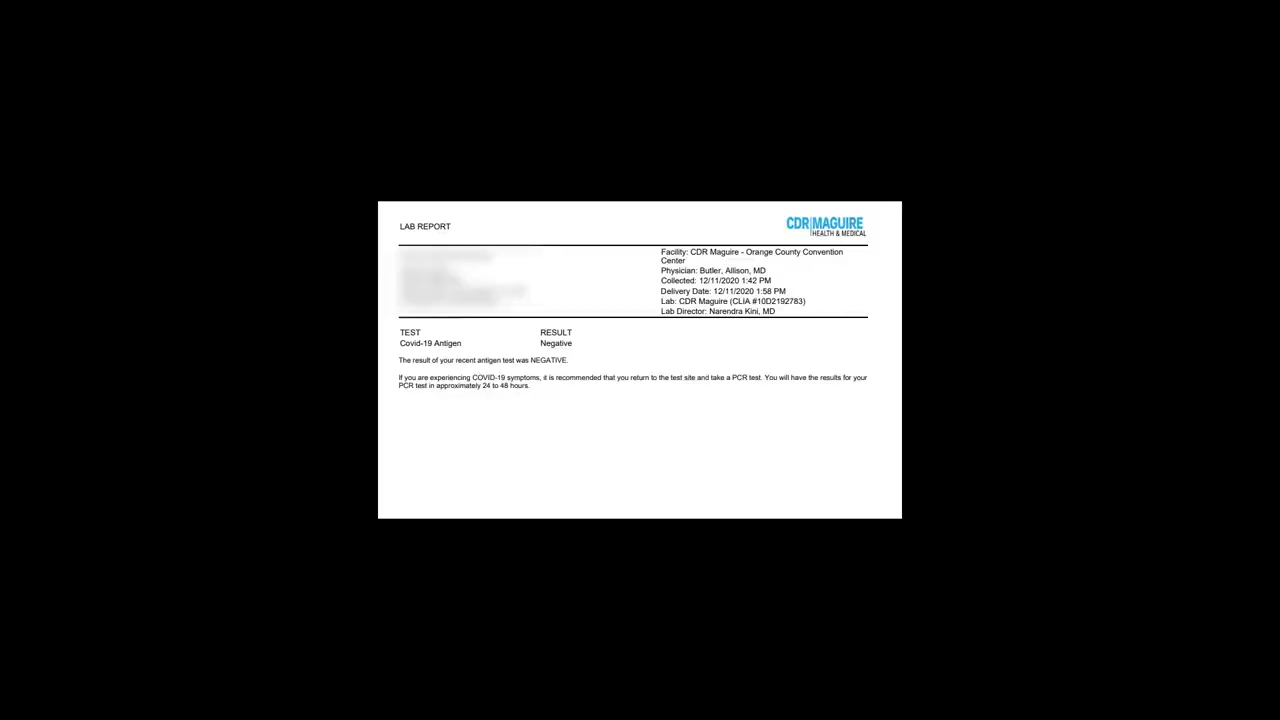 LAB REPORT
CDR|MAGUIRE
HEALTH & MEDICAL
Facility: CDR Maguire - Orange County Convention
Center
Physician: Butler, Allison, MD
Collected: 12/11/2020 1:42 PM
Delivery Date: 12/11/2020 1:58 PM
Lab: CDR Maguire (CLIA #10D2192783)
Lab Director: Narendra Kini, MD
TEST RESULT
Covid-19 Antigen Negative
The result of your recent antigen test was NEGATIVE.
If you are experiencing COVID-19 symptoms, it is recommended that you return to the test site and take a PCR test. You will have the results for your
PCR test in approximately 24 to 48 hours.